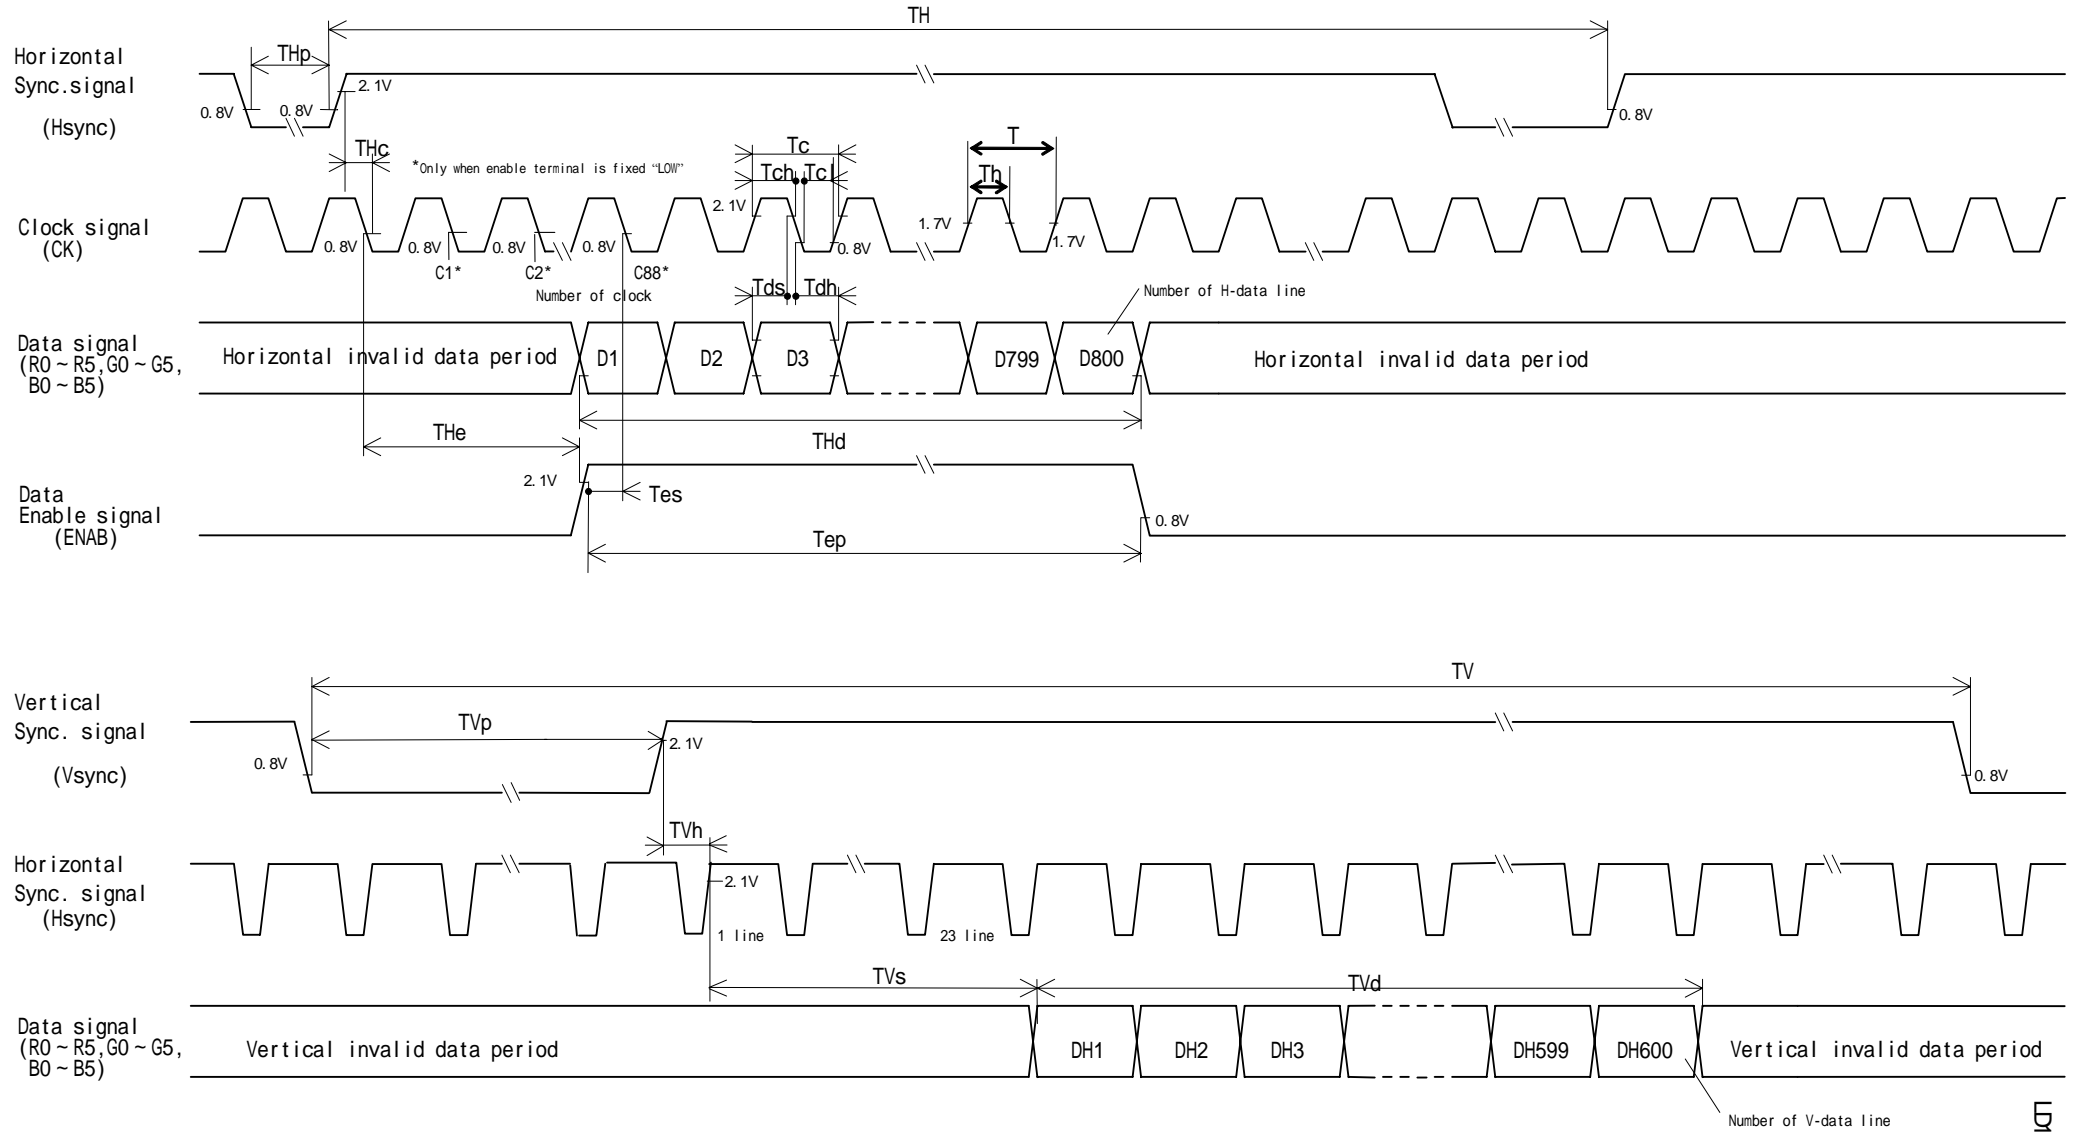 TH
Horizontal
Sync.signal
(Hsync)
THp
0.8V
0.8V
2.1V
0.8V
THc
*Only when enable terminal is fixed “LOW”
Tc
Tch
Tcl
T
Th
Clock signal
(CK)
0.8V
0.8V
0.8V
0.8V
2.1V
0.8V
1.7V
1.7V
C1*
C2*
C88*
Number of clock
Tds
Tdh
Number of H-data line
Data signal
(R0~R5,G0~G5,
B0~B5)
Horizontal invalid data period
D1
D2
D3
D799
D800
Horizontal invalid data period
THe
THd
2.1V
Tes
Data
Enable signal
(ENAB)
0.8V
Tep
TV
Vertical
Sync. signal
(Vsync)
TVp
0.8V
2.1V
0.8V
TVh
Horizontal
Sync. signal
(Hsync)
2.1V
1 line
23 line
TVs
TVd
Data signal
(R0~R5,G0~G5,
B0~B5)
Vertical invalid data period
DH1
DH2
DH3
DH599
DH600
Vertical invalid data period
Number of V-data line